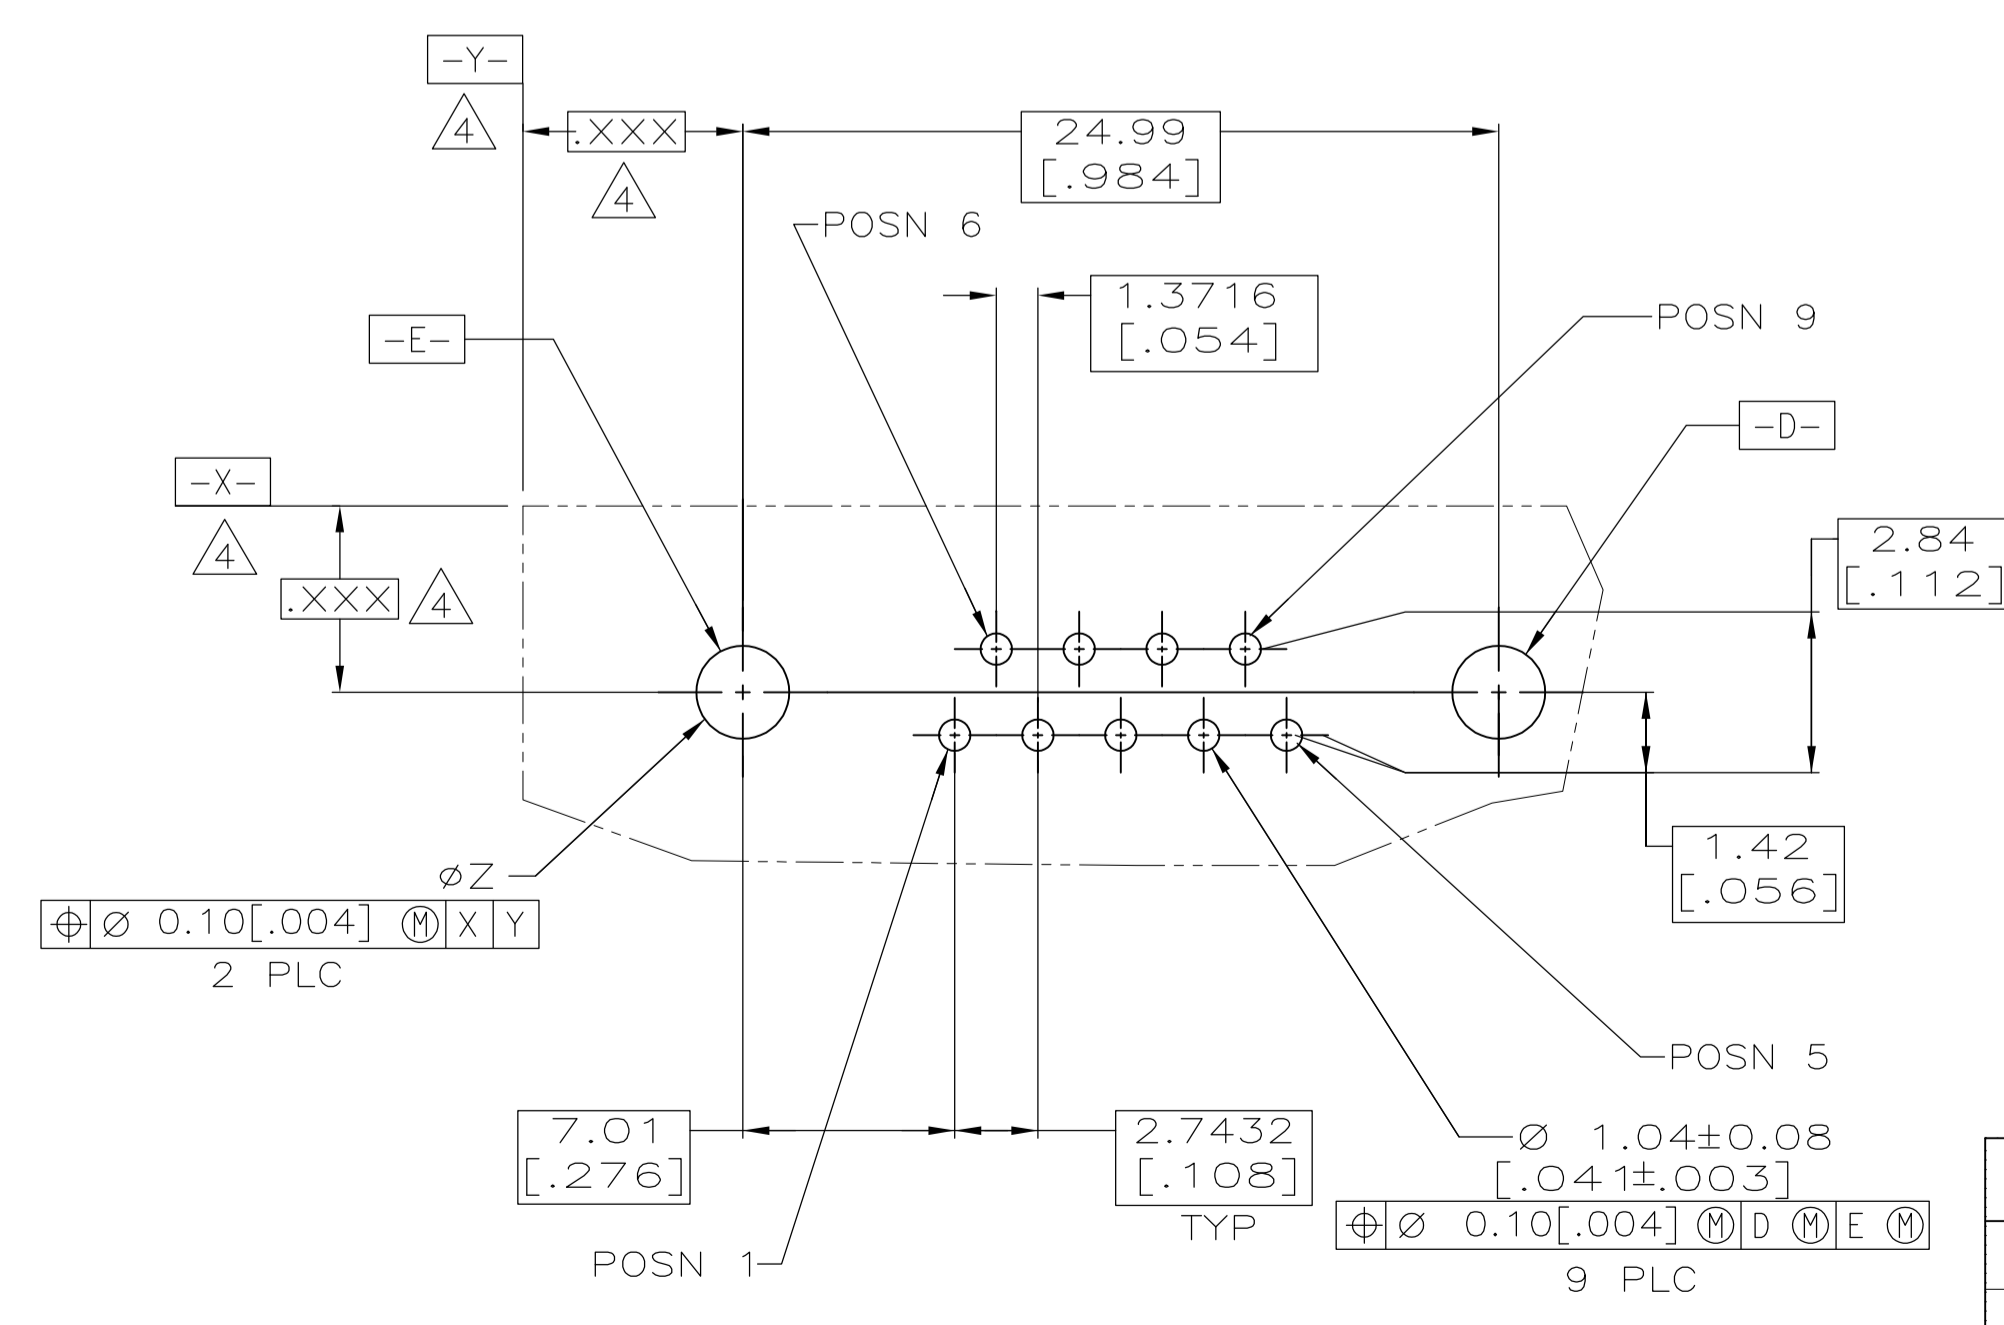 -Y-
4
.XXX
4
24.99
[.984]
POSN 6
1.3716
[.054]
POSN 9
-E-
-D-
-X-
4
.XXX
4
2.84
[.112]
1.42
[.056]
øZ
⌖ Ø 0.10[.004] Ⓜ X Y
2 PLC
POSN 5
7.01
[.276]
2.7432
[.108]
TYP
Ø 1.04±0.08
[.041±.003]
⌖ Ø 0.10[.004] Ⓜ D Ⓜ E Ⓜ
9 PLC
POSN 1